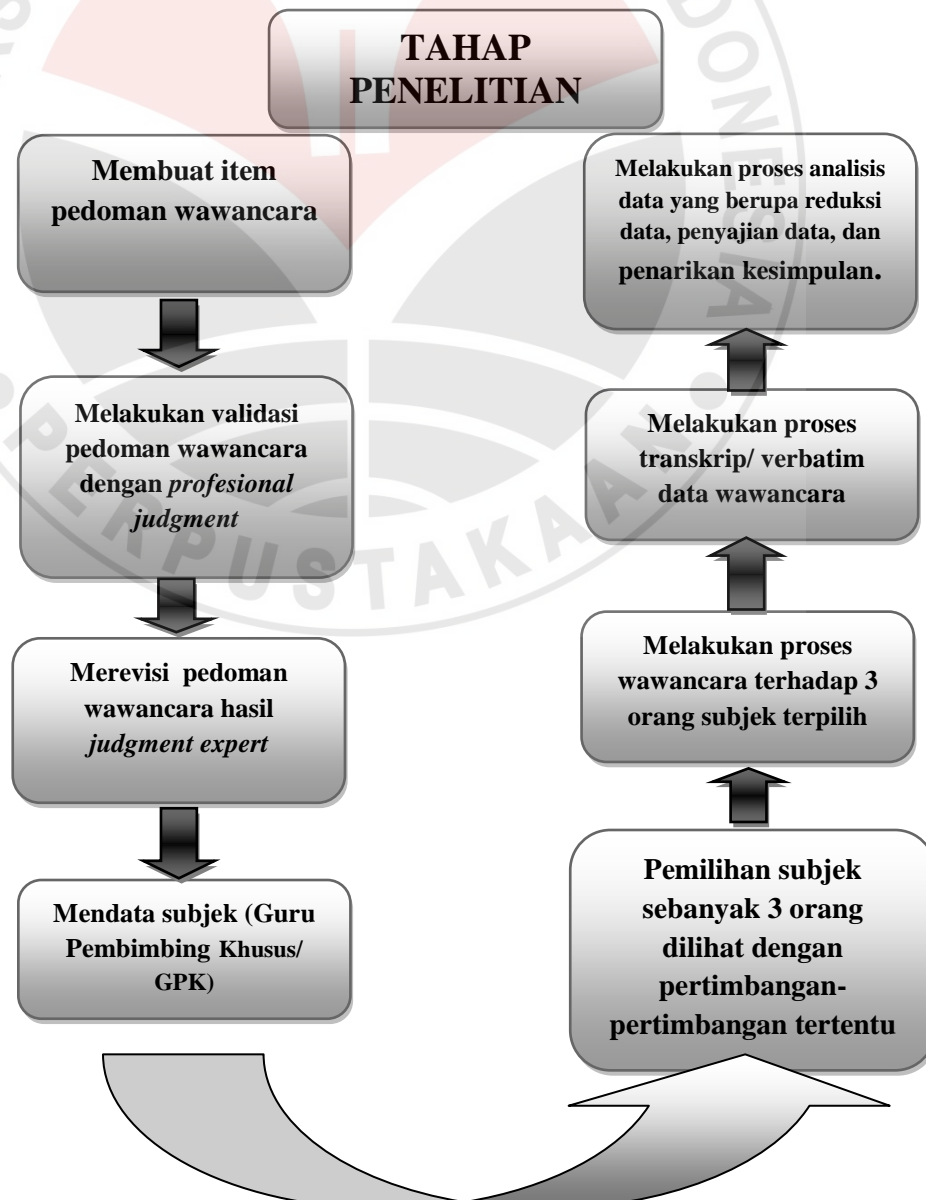 TAHAP
PENELITIAN
Membuat item
pedoman wawancara
Melakukan validasi
pedoman wawancara
dengan profesional
judgment
Merevisi pedoman
wawancara hasil
judgment expert
Mendata subjek (Guru
Pembimbing Khusus/
GPK)
Pemilihan subjek
sebanyak 3 orang
dilihat dengan
pertimbangan-
pertimbangan tertentu
Melakukan proses
wawancara terhadap 3
orang subjek terpilih
Melakukan proses
transkrip/ verbatim
data wawancara
Melakukan proses analisis
data yang berupa reduksi
data, penyajian data, dan
penarikan kesimpulan.
PERPUSTAKAAN